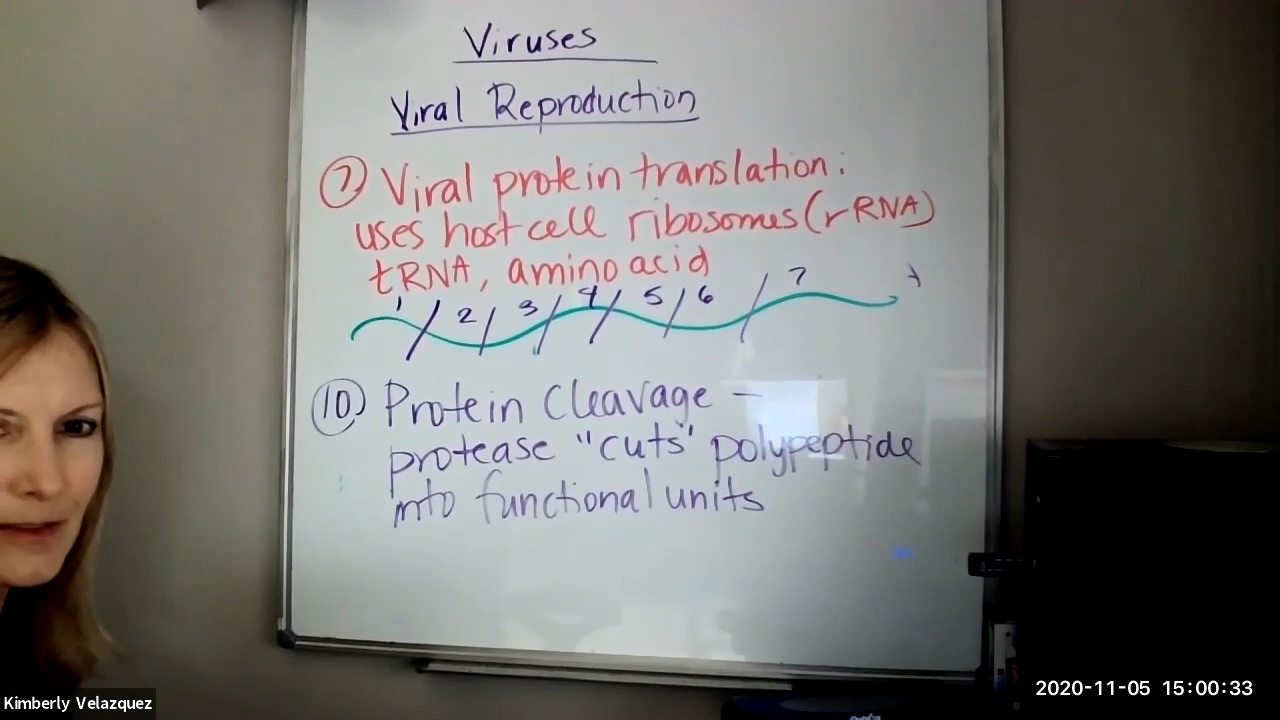 Viruses
Viral Reproduction
7 Viral protein translation:
uses host cell ribosomes (rRNA)
tRNA, amino acid
1 / 2 / 3 / 4 / 5 / 6 / 7
10 Protein Cleavage -
protease "cuts" polypeptide
into functional units
Kimberly Velazquez
2020-11-05 15:00:33